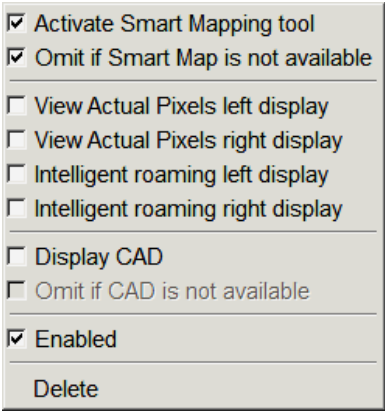 Activate Smart Mapping tool
Omit if Smart Map is not available
View Actual Pixels left display
View Actual Pixels right display
Intelligent roaming left display
Intelligent roaming right display
Display CAD
Omit if CAD is not available
Enabled
Delete